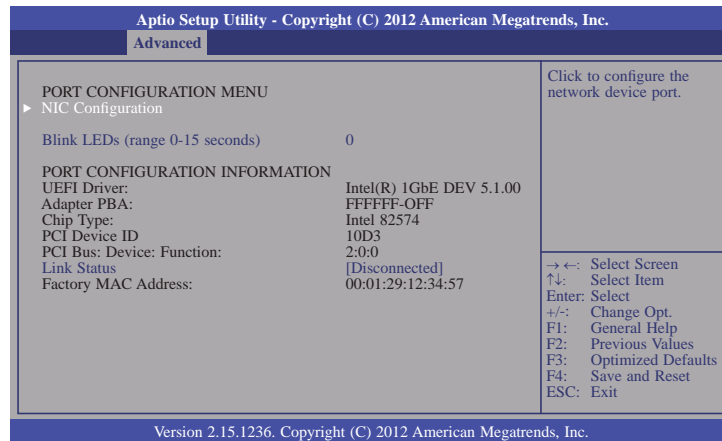 Aptio Setup Utility - Copyright (C) 2012 American Megatrends, Inc.
Advanced
PORT CONFIGURATION MENU
▶ NIC Configuration
Blink LEDs (range 0-15 seconds) 0
PORT CONFIGURATION INFORMATION
UEFI Driver: Intel(R) 1GbE DEV 5.1.00
Adapter PBA: FFFFFF-OFF
Chip Type: Intel 82574
PCI Device ID 10D3
PCI Bus: Device: Function: 2:0:0
Link Status [Disconnected]
Factory MAC Address: 00:01:29:12:34:57
Click to configure the
network device port.
→←: Select Screen
↑↓: Select Item
Enter: Select
+/-: Change Opt.
F1: General Help
F2: Previous Values
F3: Optimized Defaults
F4: Save and Reset
ESC: Exit
Version 2.15.1236. Copyright (C) 2012 American Megatrends, Inc.